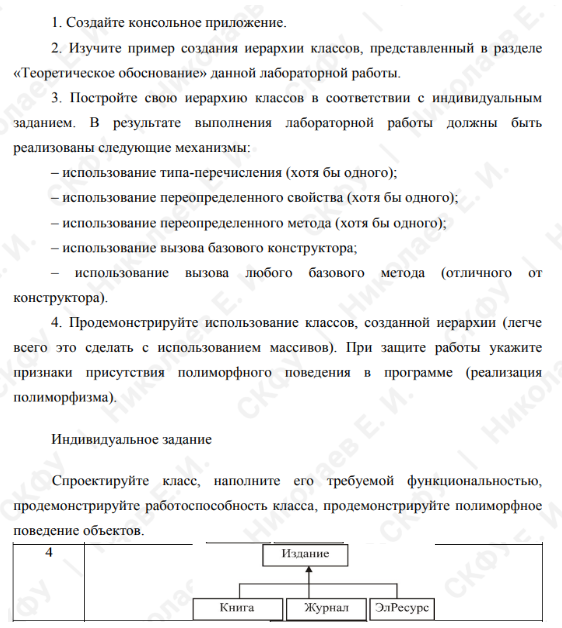 1. Создайте консольное приложение.
2. Изучите пример создания иерархии классов, представленный в разделе
«Теоретическое обоснование» данной лабораторной работы.
3. Постройте свою иерархию классов в соответствии с индивидуальным
заданием. В результате выполнения лабораторной работы должны быть
реализованы следующие механизмы:
– использование типа-перечисления (хотя бы одного);
– использование переопределенного свойства (хотя бы одного);
– использование переопределенного метода (хотя бы одного);
– использование вызова базового конструктора;
– использование вызова любого базового метода (отличного от
конструктора).
4. Продемонстрируйте использование классов, созданной иерархии (легче
всего это сделать с использованием массивов). При защите работы укажите
признаки присутствия полиморфного поведения в программе (реализация
полиморфизма).
Индивидуальное задание
Спроектируйте класс, наполните его требуемой функциональностью,
продемонстрируйте работоспособность класса, продемонстрируйте полиморфное
поведение объектов.
4
Издание
Книга Журнал ЭлРесурс
СКФУ | Николаев Е. И.